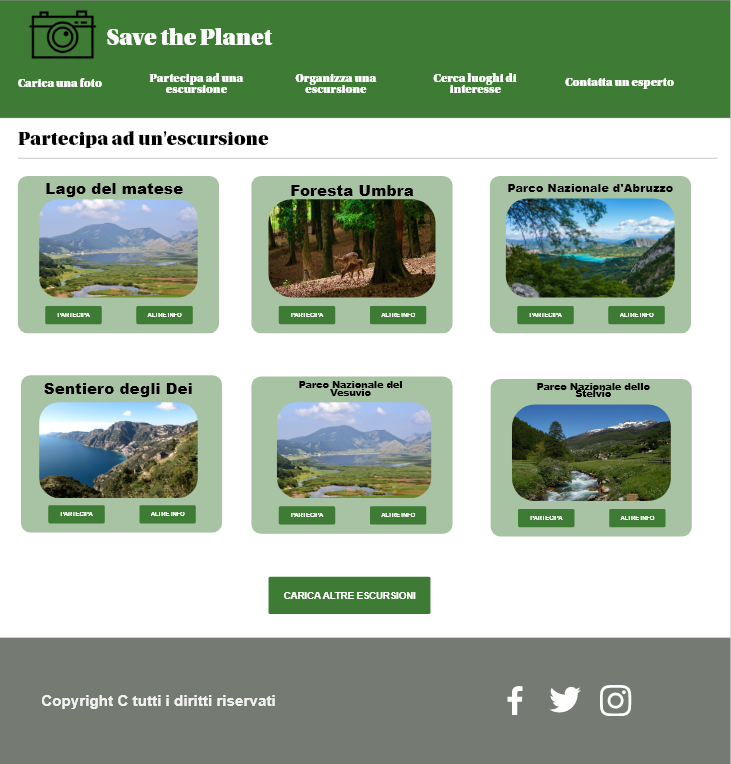 Save the Planet
Carica una foto
Partecipa ad una
escursione
Organizza una
escursione
Cerca luoghi di
interesse
Contatta un esperto
Partecipa ad un'escursione
Lago del matese
Foresta Umbra
Parco Nazionale d'Abruzzo
PARTECIPA
ALTRE INFO
PARTECIPA
ALTRE INFO
PARTECIPA
ALTRE INFO
Sentiero degli Dei
Parco Nazionale del
Vesuvio
Parco Nazionale dello
Stelvio
PARTECIPA
ALTRE INFO
PARTECIPA
ALTRE INFO
PARTECIPA
ALTRE INFO
CARICA ALTRE ESCURSIONI
Copyright C tutti i diritti riservati